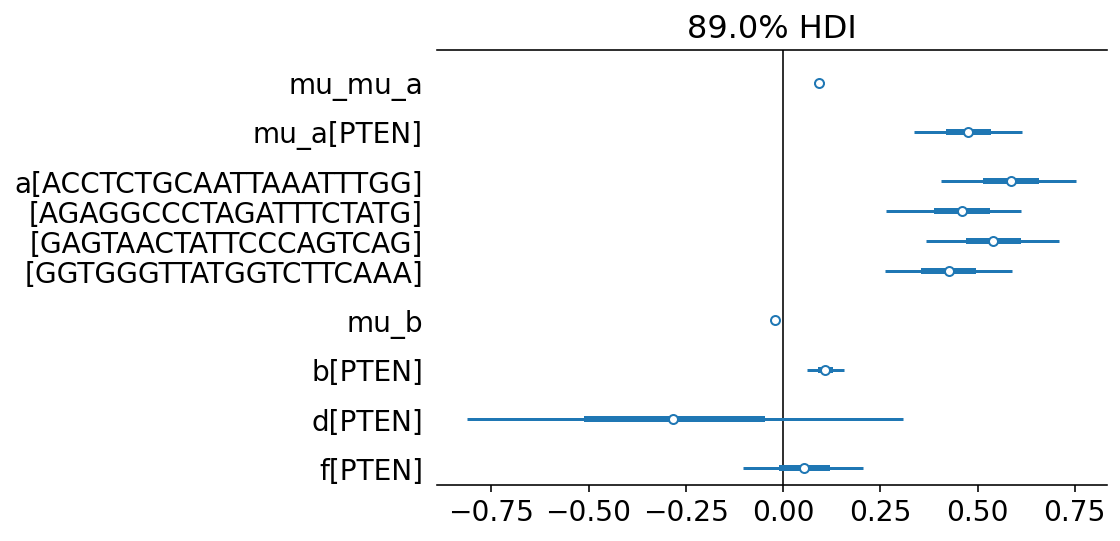 89.0% HDI
mu_mu_a
mu_a[PTEN]
a[ACCTCTGCAATTAAATTTGG]
[AGAGGCCCTAGATTTCTATG]
[GAGTAACTATTCCCAGTCAG]
[GGTGGGTTATGGTCTTCAAA]
mu_b
b[PTEN]
d[PTEN]
f[PTEN]
−0.75 −0.50 −0.25 0.00 0.25 0.50 0.75